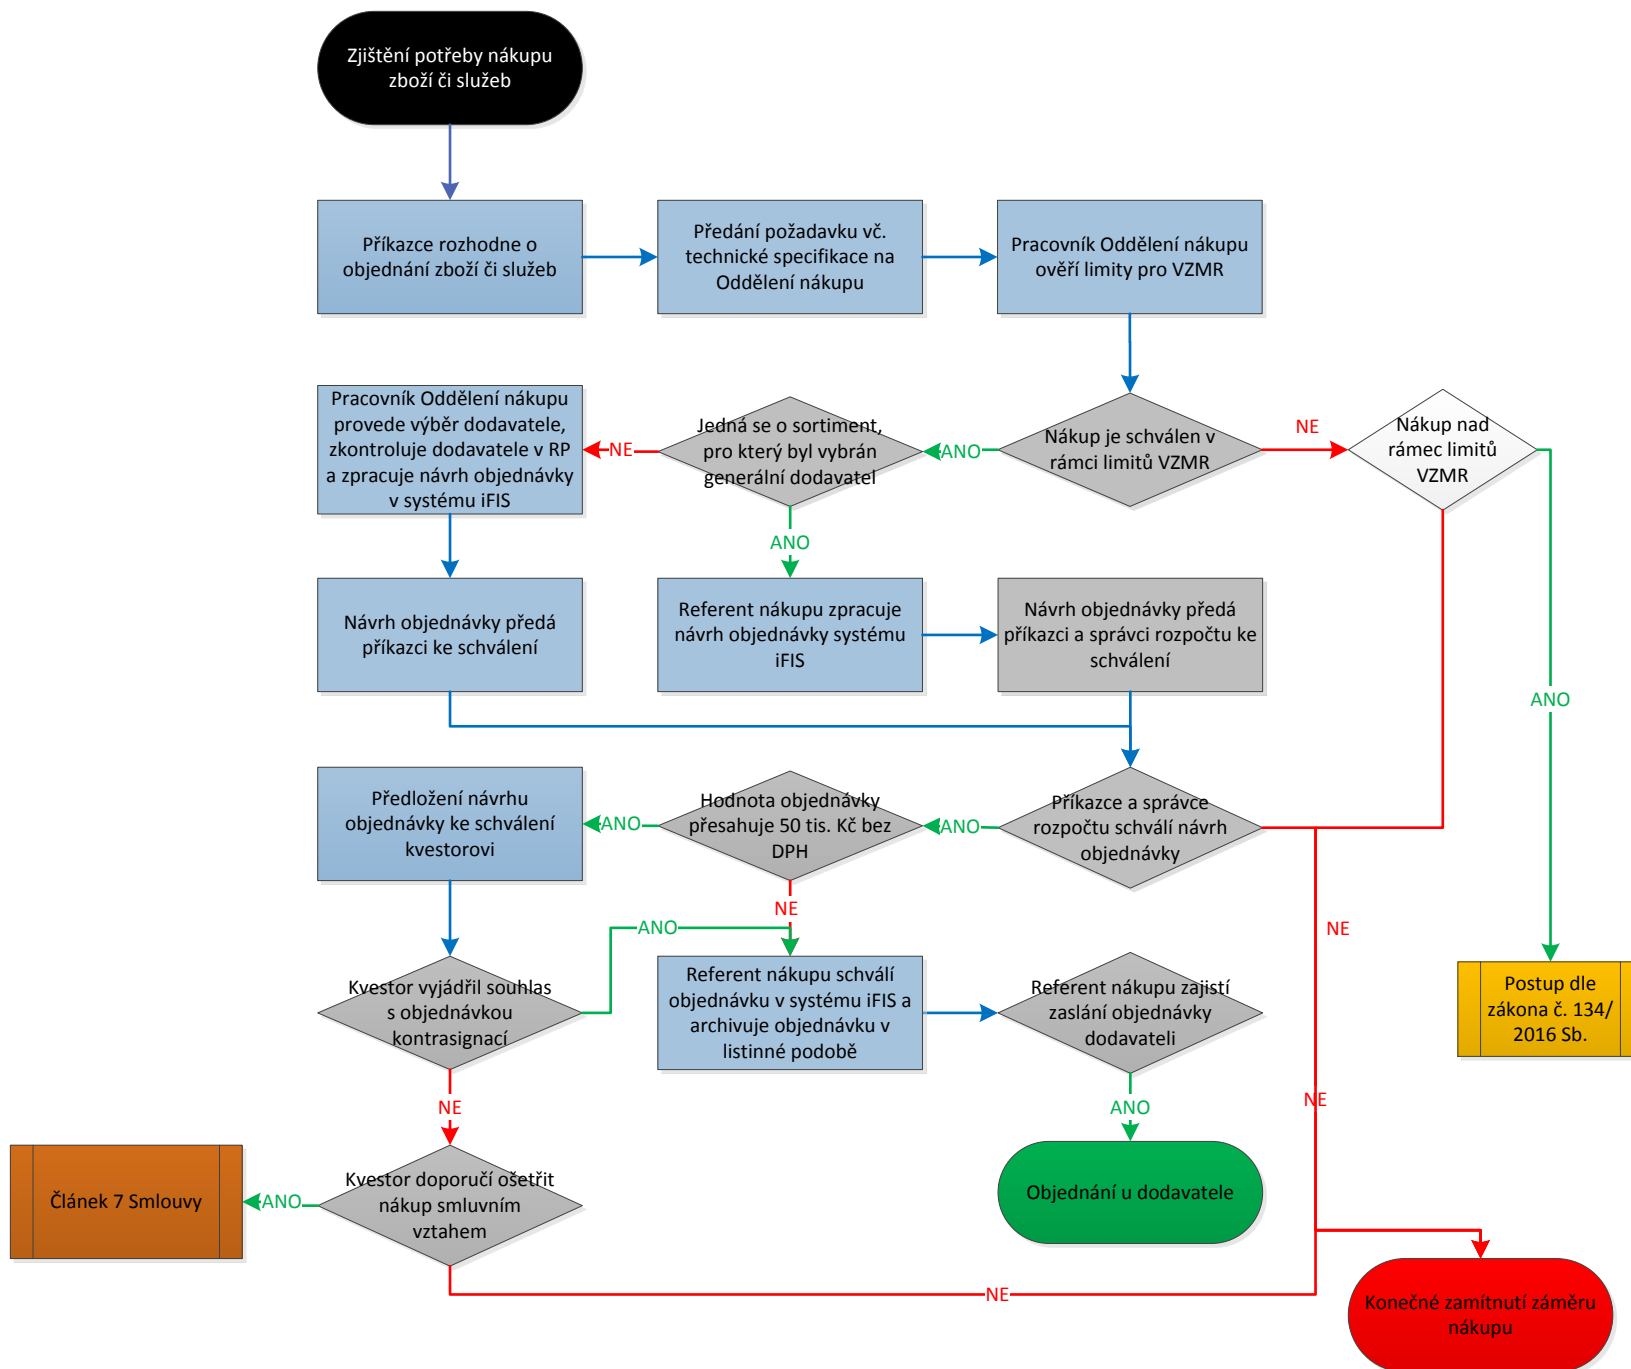 Zjištění potřeby nákupu
zboží či služeb
Příkazce rozhodne o
objednání zboží či služeb
Předání požadavku vč.
technické specifikace na
Oddělení nákupu
Pracovník Oddělení nákupu
ověří limity pro VZMR
Pracovník Oddělení nákupu
provede výběr dodavatele,
zkontroluje dodavatele v RP
a zpracuje návrh objednávky
v systému iFIS
NE
Jedná se o sortiment,
pro který byl vybrán
generální dodavatel
ANO
Nákup je schválen v
rámci limitů VZMR
NE
Nákup nad
rámec limitů
VZMR
ANO
Návrh objednávky předá
příkazci ke schválení
Referent nákupu zpracuje
návrh objednávky systému
iFIS
Návrh objednávky předá
příkazci a správci rozpočtu ke
schválení
ANO
Předložení návrhu
objednávky ke schválení
kvestorovi
ANO
Hodnota objednávky
přesahuje 50 tis. Kč bez
DPH
ANO
Příkazce a správce
rozpočtu schválí návrh
objednávky
NE
ANO
NE
Kvestor vyjádřil souhlas
s objednávkou
kontrasignací
Referent nákupu schválí
objednávku v systému iFIS a
archivuje objednávku v
listinné podobě
Referent nákupu zajistí
zaslání objednávky
dodavateli
Postup dle
zákona č. 134/
2016 Sb.
NE
ANO
NE
Článek 7 Smlouvy
ANO
Kvestor doporučí ošetřit
nákup smluvním
vztahem
Objednání u dodavatele
NE
Konečné zamítnutí záměru
nákupu